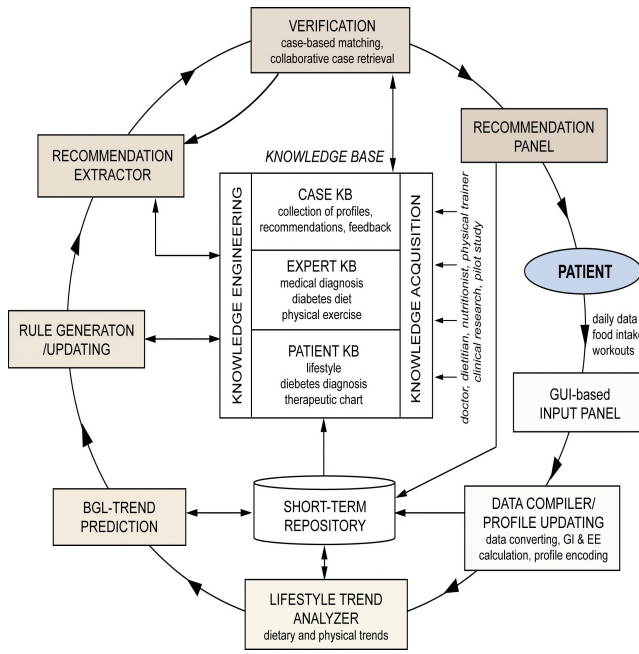 VERIFICATION
case-based matching,
collaborative case retrieval
RECOMMENDATION
PANEL
RECOMMENDATION
EXTRACTOR
KNOWLEDGE BASE
KNOWLEDGE ENGINEERING
CASE KB
collection of profiles,
recommendations, feedback
EXPERT KB
medical diagnosis
diabetes diet
physical exercise
PATIENT KB
lifestyle
diebetes diagnosis
therapeutic chart
KNOWLEDGE ACQUISITION
doctor, dietitian, nutritionist, physical trainer
clinical research, pilot study
PATIENT
daily data
food intake
workouts
RULE GENERATON
/UPDATING
GUI-based
INPUT PANEL
BGL-TREND
PREDICTION
SHORT-TERM
REPOSITORY
DATA COMPILER/
PROFILE UPDATING
data converting, GI & EE
calculation, profile encoding
LIFESTYLE TREND
ANALYZER
dietary and physical trends